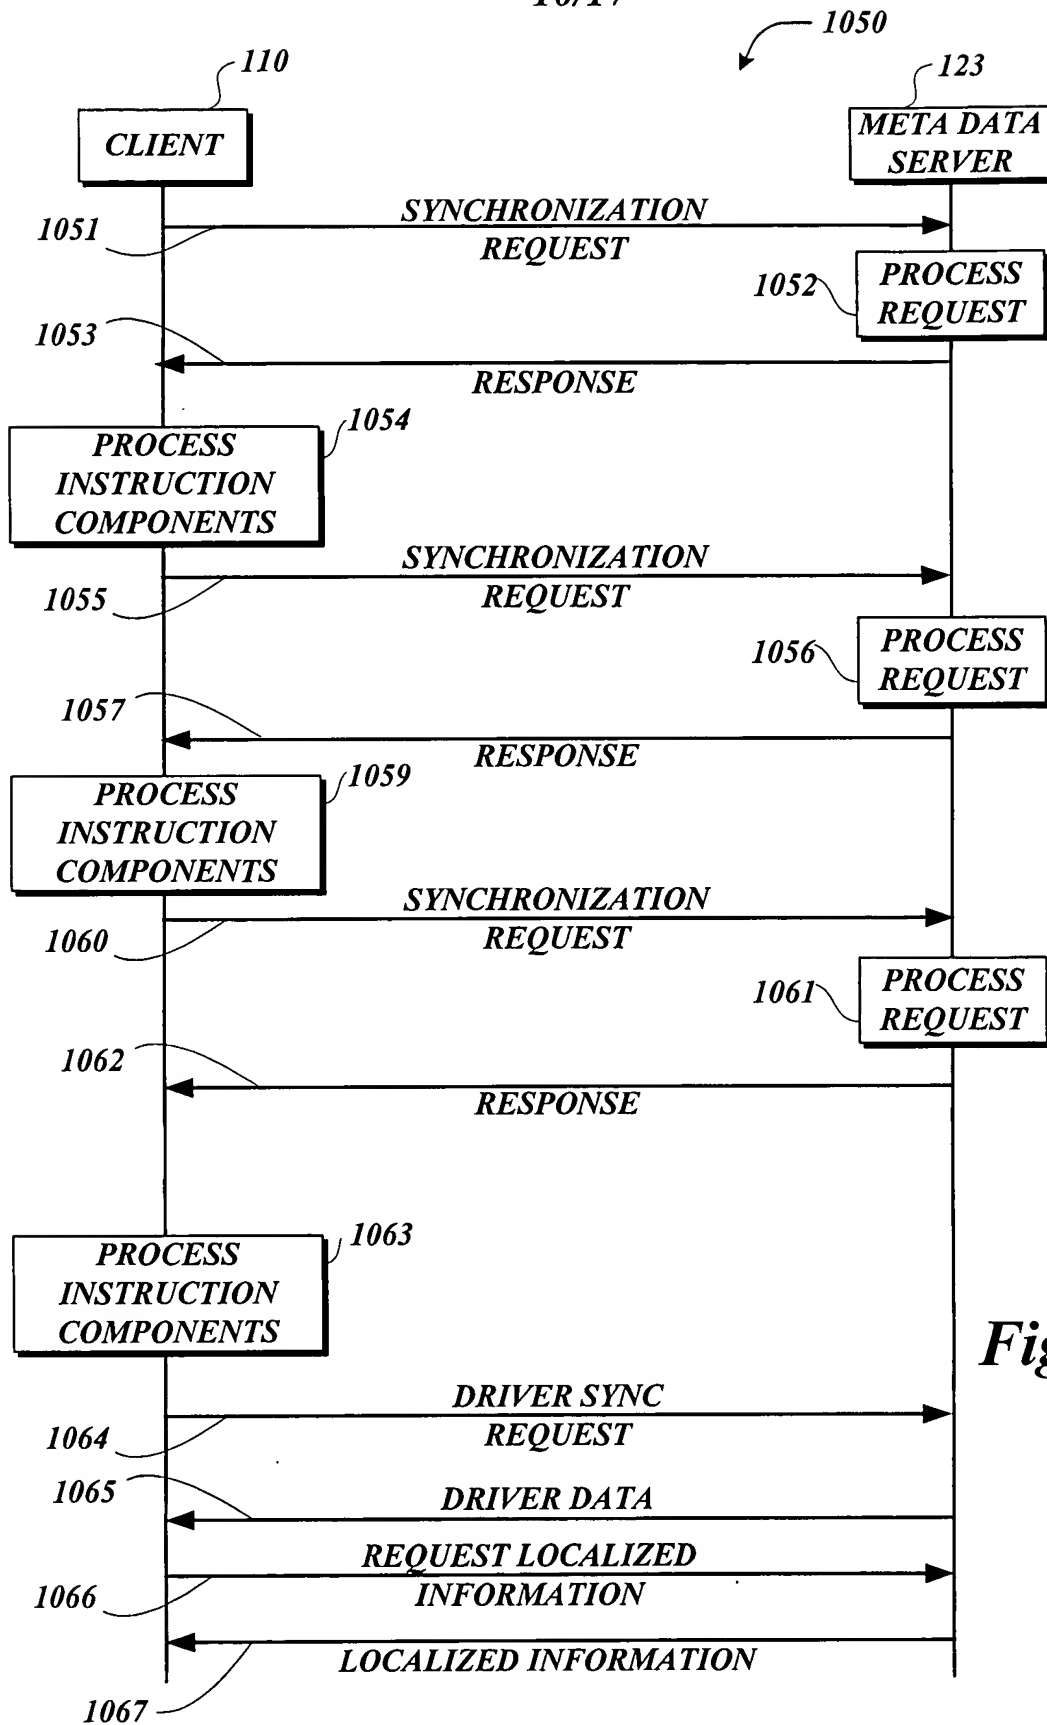 1050
110
123
CLIENT
META DATA
SERVER
1051
SYNCHRONIZATION
REQUEST
1052
PROCESS
REQUEST
1053
RESPONSE
1054
PROCESS
INSTRUCTION
COMPONENTS
1055
SYNCHRONIZATION
REQUEST
1056
PROCESS
REQUEST
1057
RESPONSE
1059
PROCESS
INSTRUCTION
COMPONENTS
1060
SYNCHRONIZATION
REQUEST
1061
PROCESS
REQUEST
1062
RESPONSE
1063
PROCESS
INSTRUCTION
COMPONENTS
Fig
1064
DRIVER SYNC
REQUEST
1065
DRIVER DATA
1066
REQUEST LOCALIZED
INFORMATION
LOCALIZED INFORMATION
1067